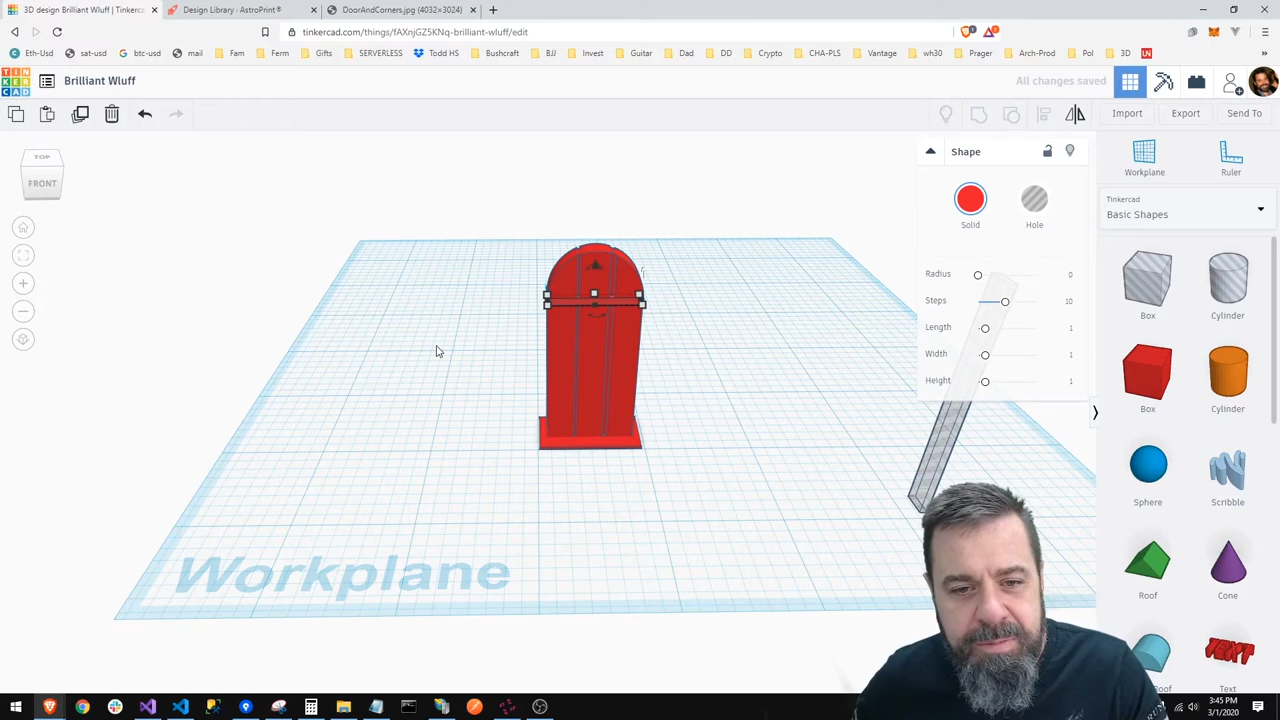 3D design Brilliant Wluff | Tinkerc
Design Library - AstroPrint®
DoorAndCorners.jpg (4032×3024)
tinkercad.com/things/fAXnjGZ5KNq-brilliant-wluff/edit
Eth-Usd
sat-usd
btc-usd
mail
Fam
Ferm
Gifts
SERVERLESS
Todd HS
Bushcraft
BJJ
Invest
Guitar
Dad
DD
Crypto
CHA-PLS
Vantage
wh30
Prager
Arch-Prod
Pol
3D
LN
TIN
KER
CAD
Brilliant Wluff
All changes saved
Import
Export
Send To
TOP
FRONT
Shape
Solid
Hole
Radius 0
Steps 10
Length 1
Width 1
Height 1
Workplane
Ruler
Tinkercad
Basic Shapes
Box
Cylinder
Box
Cylinder
Sphere
Scribble
Roof
Cone
Text
Workplane
3:45 PM
3/1/2020